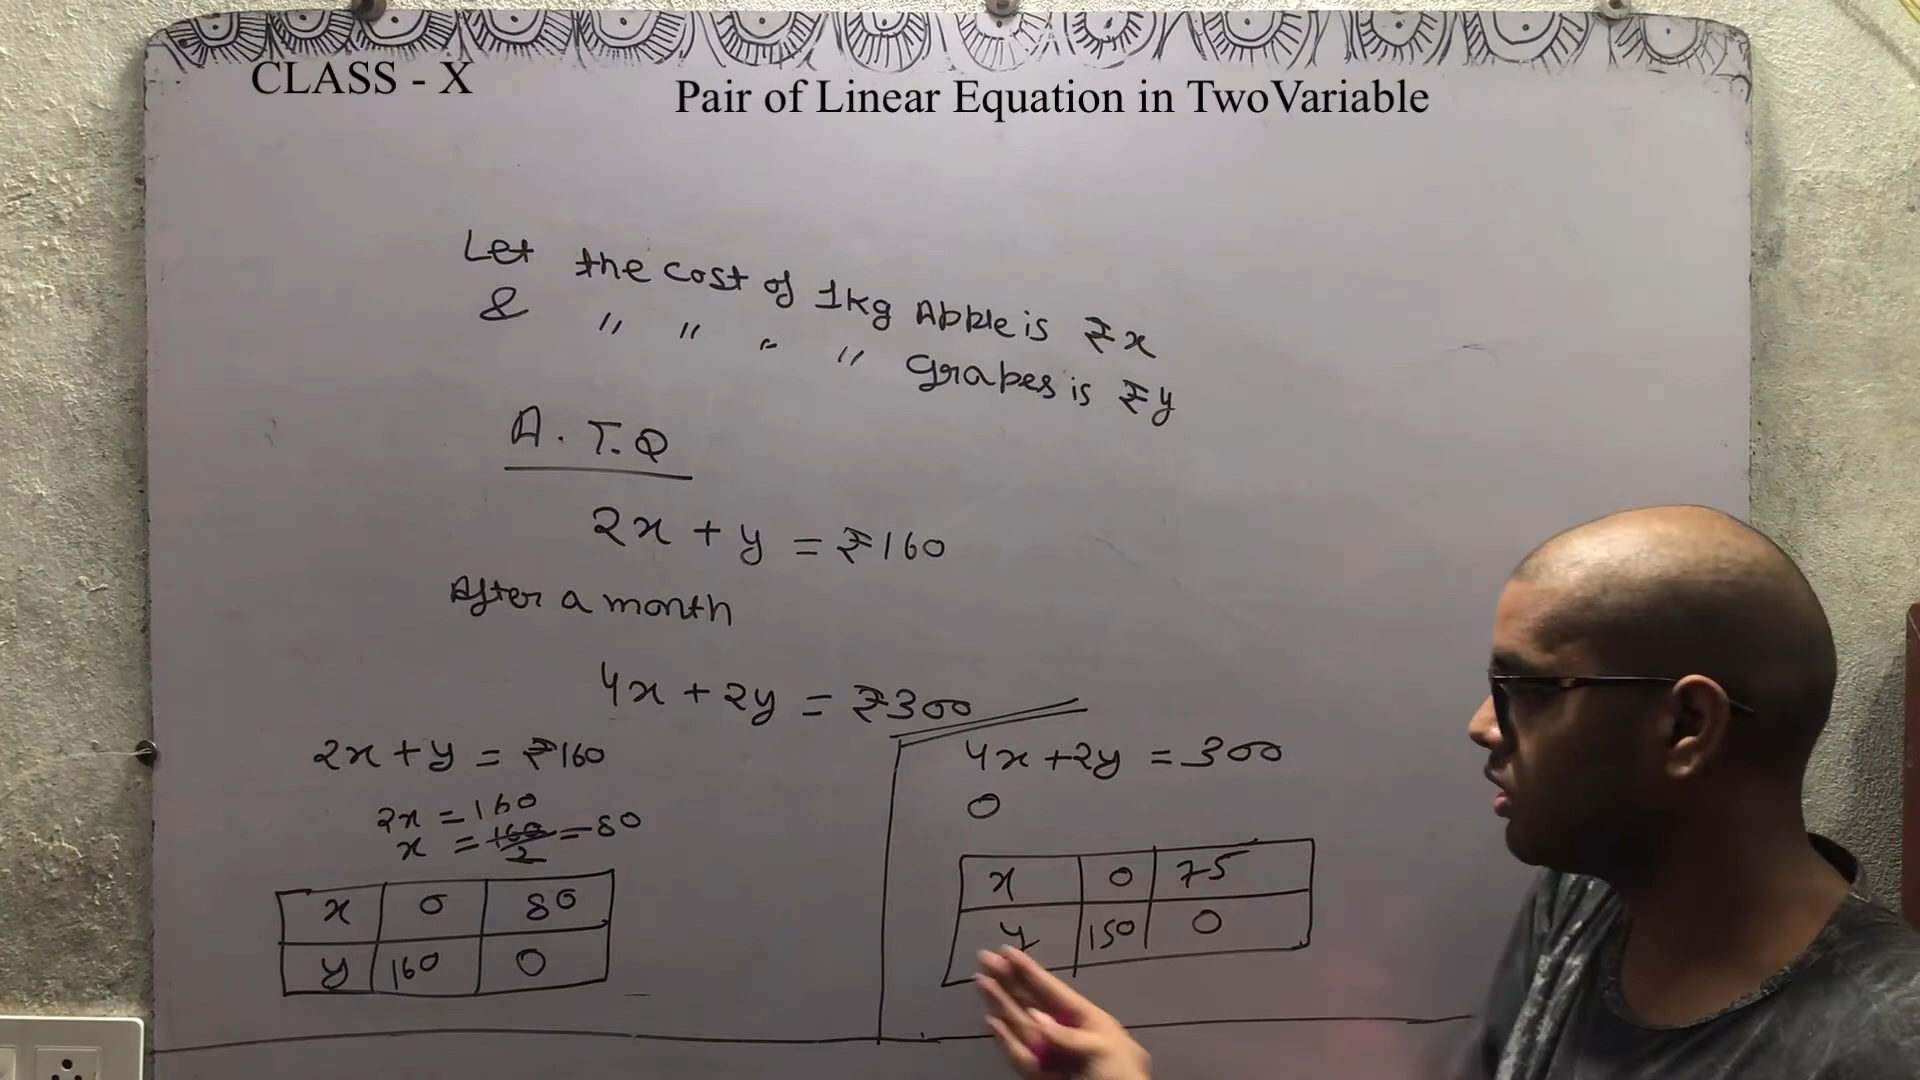 CLASS - X
Pair of Linear Equation in TwoVariable
Let the cost of 1kg Apple is ₹x
& " " " " Grapes is ₹y
A.T.Q
2x + y = ₹160
After a month
4x + 2y = ₹300
2x + y = ₹160
2x = 160
x = 160/2 = 80
x 0 80
y 160 0
4x + 2y = 300
0
x 0 75
y 150 0